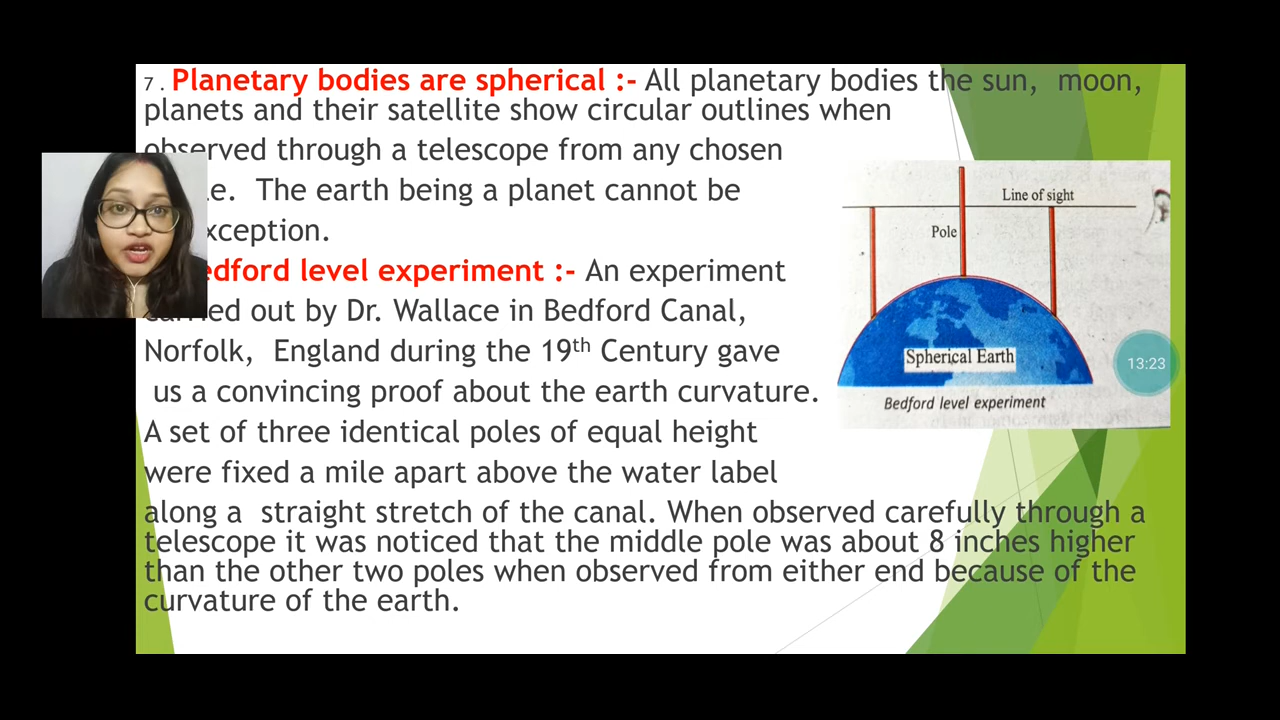 7 . Planetary bodies are spherical :- All planetary bodies the sun, moon,
planets and their satellite show circular outlines when
observed through a telescope from any chosen
The earth being a planet cannot be
xception.
edford level experiment :- An experiment
carried out by Dr. Wallace in Bedford Canal,
Norfolk, England during the 19th Century gave
us a convincing proof about the earth curvature.
A set of three identical poles of equal height
were fixed a mile apart above the water label
along a straight stretch of the canal. When observed carefully through a
telescope it was noticed that the middle pole was about 8 inches higher
than the other two poles when observed from either end because of the
curvature of the earth.
Line of sight
Pole
Spherical Earth
Bedford level experiment
13:23